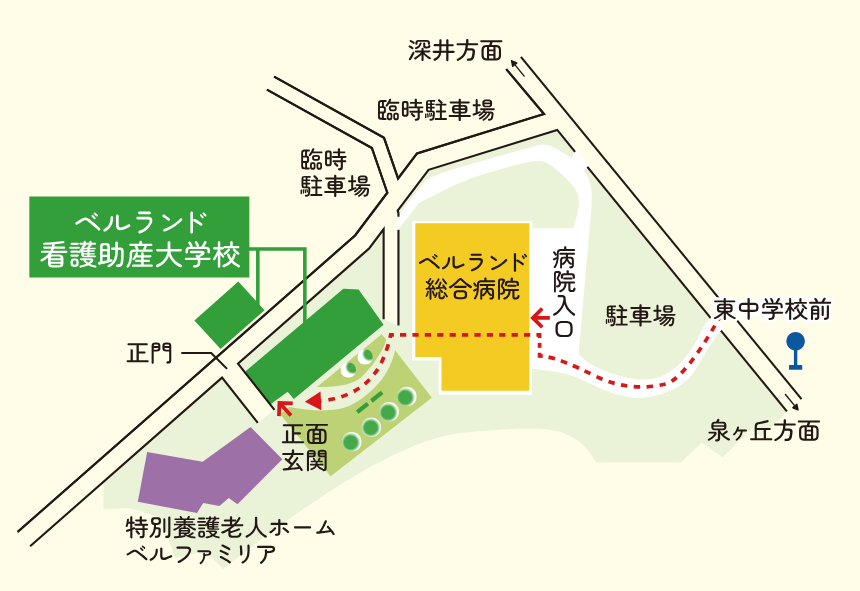 深井方面
臨時駐車場
臨時
駐車場
ベルランド
看護助産大学校
ベルランド
総合病院
病院入口
駐車場
東中学校前
正門
泉ヶ丘方面
正面
玄関
特別養護老人ホーム
ベルファミリア